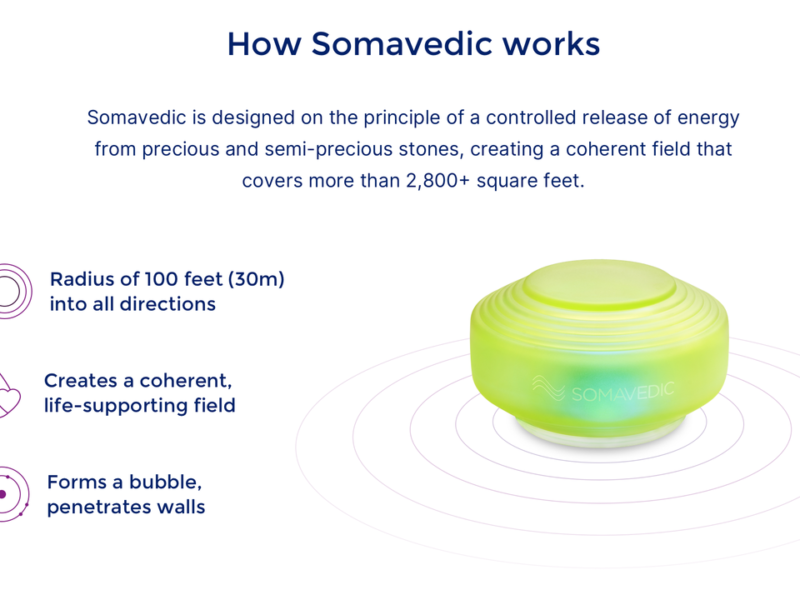 How Somavedic works
Somavedic is designed on the principle of a controlled release of energy
from precious and semi-precious stones, creating a coherent field that
covers more than 2,800+ square feet.
Radius of 100 feet (30m)
into all directions
Creates a coherent,
life-supporting field
Forms a bubble,
penetrates walls
SOMAVEDIC